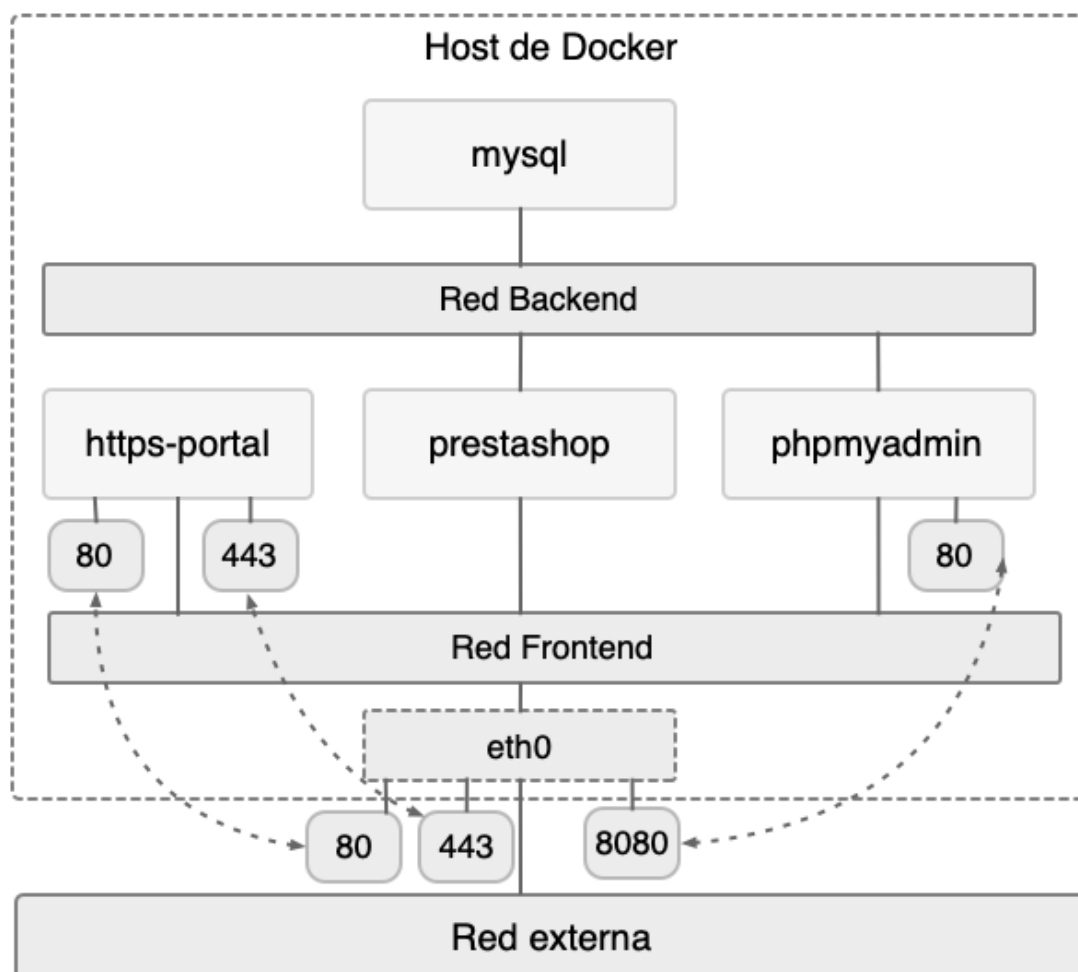 Host de Docker
mysql
Red Backend
https-portal
prestashop
phpmyadmin
80
443
80
Red Frontend
eth0
80
443
8080
Red externa